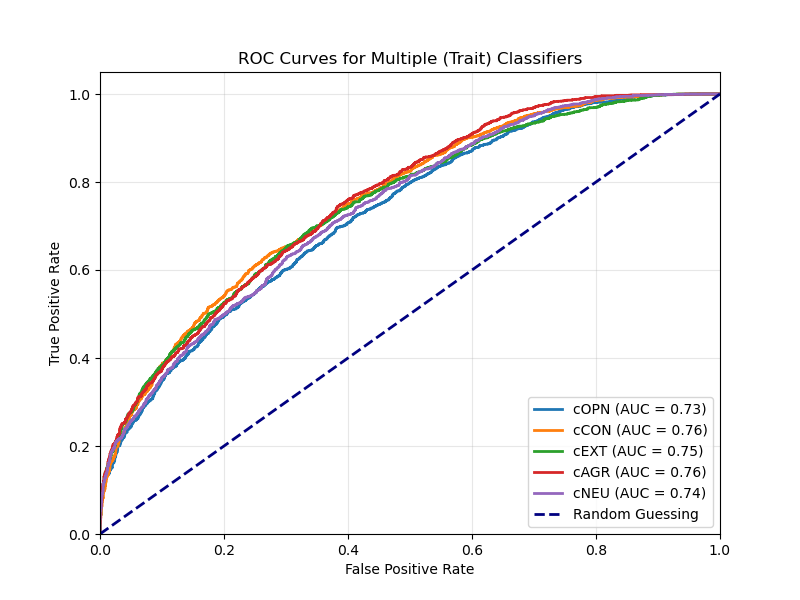 ROC Curves for Multiple (Trait) Classifiers
True Positive Rate
1.0
0.8
0.6
0.4
0.2
0.0
0.0 0.2 0.4 0.6 0.8 1.0
False Positive Rate
cOPN (AUC = 0.73)
cCON (AUC = 0.76)
cEXT (AUC = 0.75)
cAGR (AUC = 0.76)
cNEU (AUC = 0.74)
Random Guessing